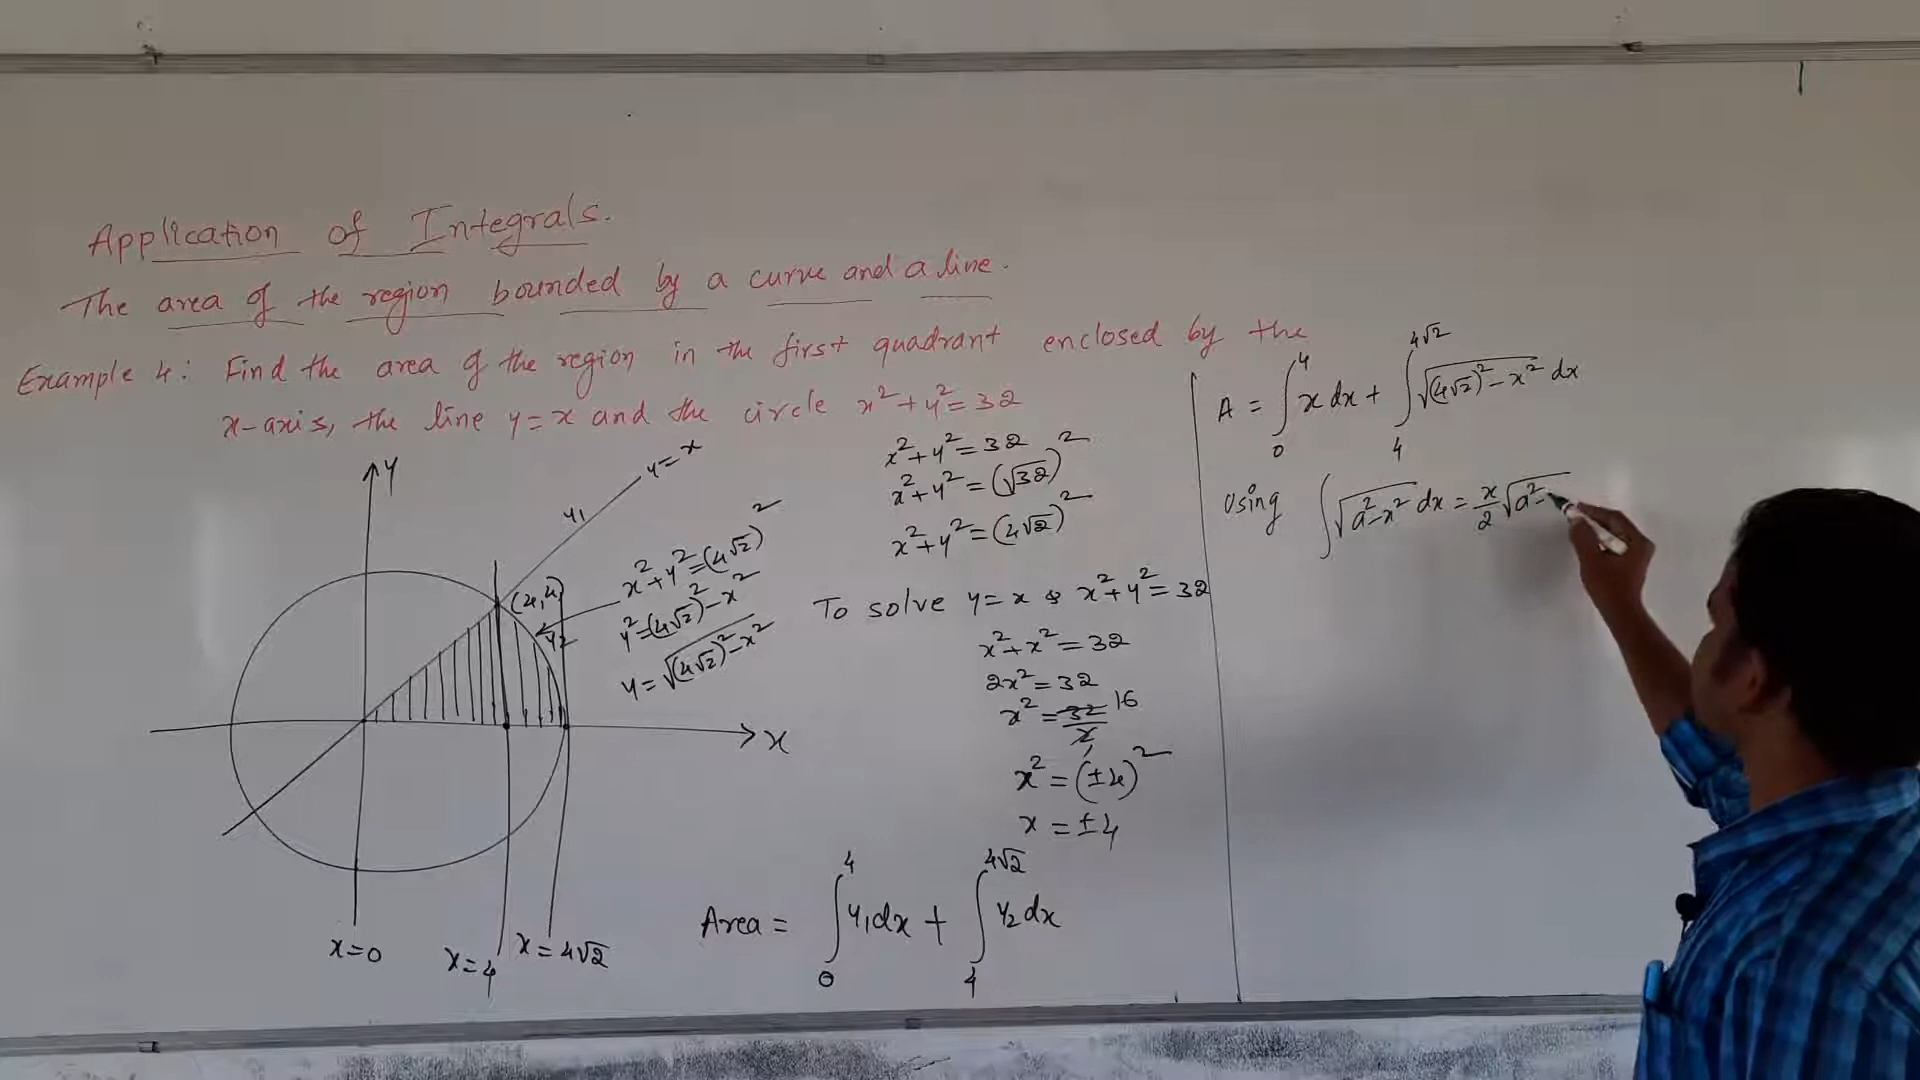 Application of Integrals.
The area of the region bounded by a curve and a line.
Example 4: Find the area of the region in the first quadrant enclosed by the
x-axis, the line y=x and the circle x²+y²=32
Y
y=x
y₁
(4,4)
y₂
X
x=0
x=4
x=4√2
x²+y²=(4√2)²
y²=(4√2)²-x²
y=√((4√2)²-x²)
x²+y²=32
x²+y²=(√32)²
x²+y²=(4√2)²
To solve y=x & x²+y²=32
x²+x²=32
2x²=32
x²=32/2 16
x²=(±4)²
x=±4
Area = ∫₀⁴ y₁dx + ∫₄^(4√2) y₂dx
A = ∫₀⁴ x dx + ∫₄^(4√2) √((4√2)²-x²) dx
Using ∫√(a²-x²) dx = x/2 √(a²-